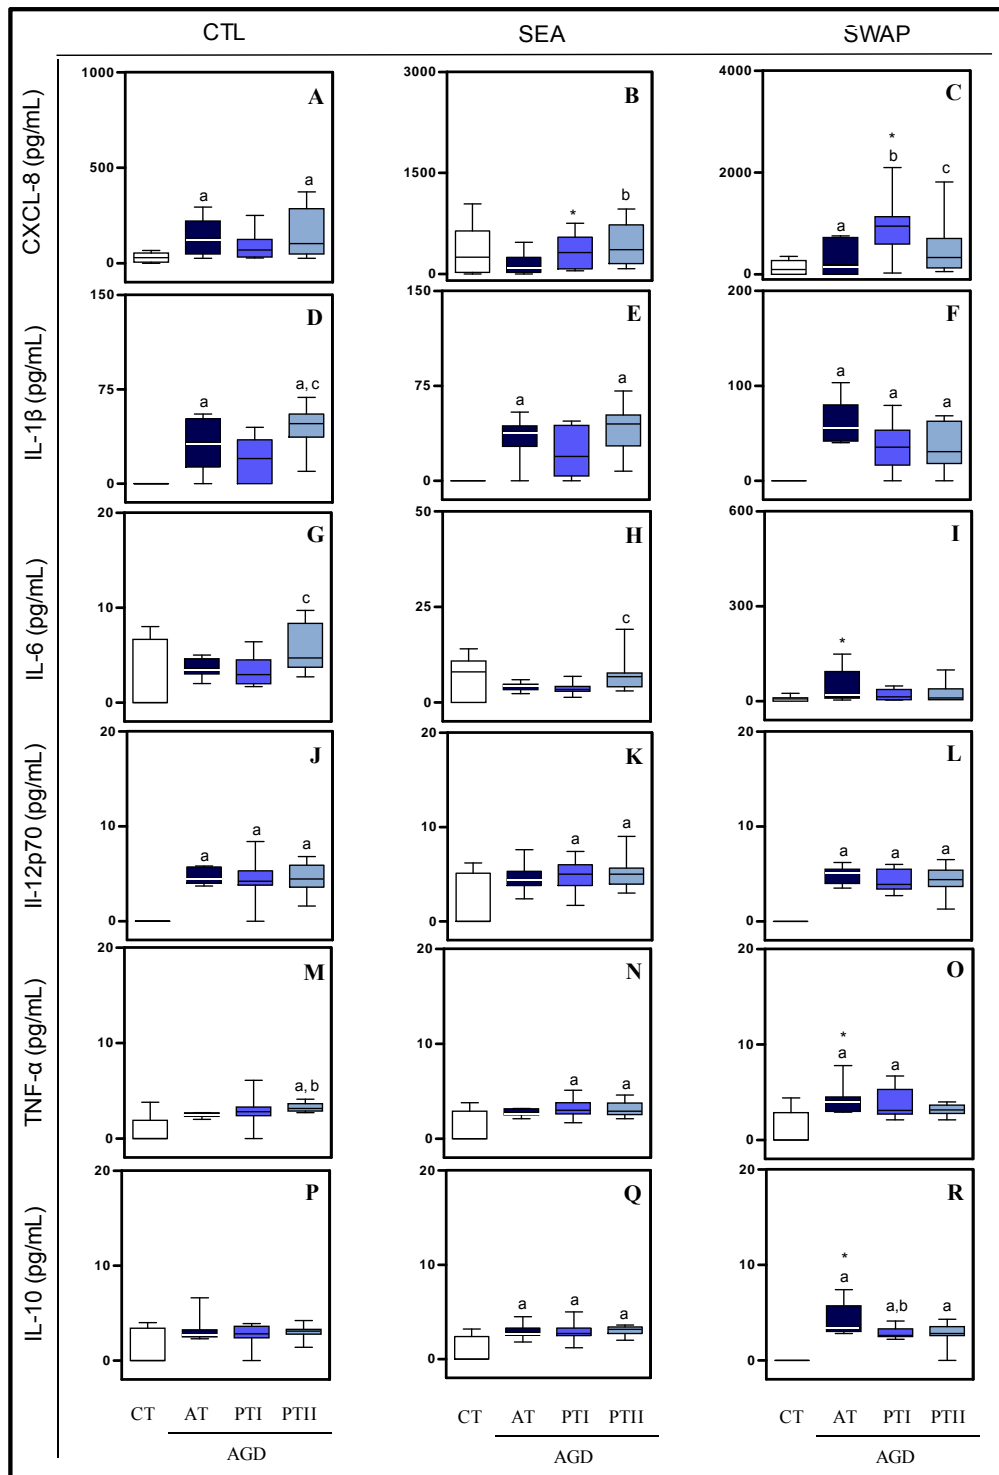 CTL SEA SWAP
CXCL-8 (pg/mL)
1000 500 0
A
a a
3000 1500 0
B
* b
4000 2000 0
C
a * b c
IL-1β (pg/mL)
150 75 0
D
a a, c
150 75 0
E
a a
200 100 0
F
a a a
IL-6 (pg/mL)
20 10 0
G
c
50 25 0
H
c
600 300 0
I
*
Il-12p70 (pg/mL)
20 10 0
J
a a a
20 10 0
K
a a
20 10 0
L
a a a
TNF-α (pg/mL)
20 10 0
M
a, b
20 10 0
N
a a
20 10 0
O
* a a
IL-10 (pg/mL)
20 10 0
P
20 10 0
Q
a a a
20 10 0
R
* a a,b a
CT AT PTI PTII
AGD
CT AT PTI PTII
AGD
CT AT PTI PTII
AGD